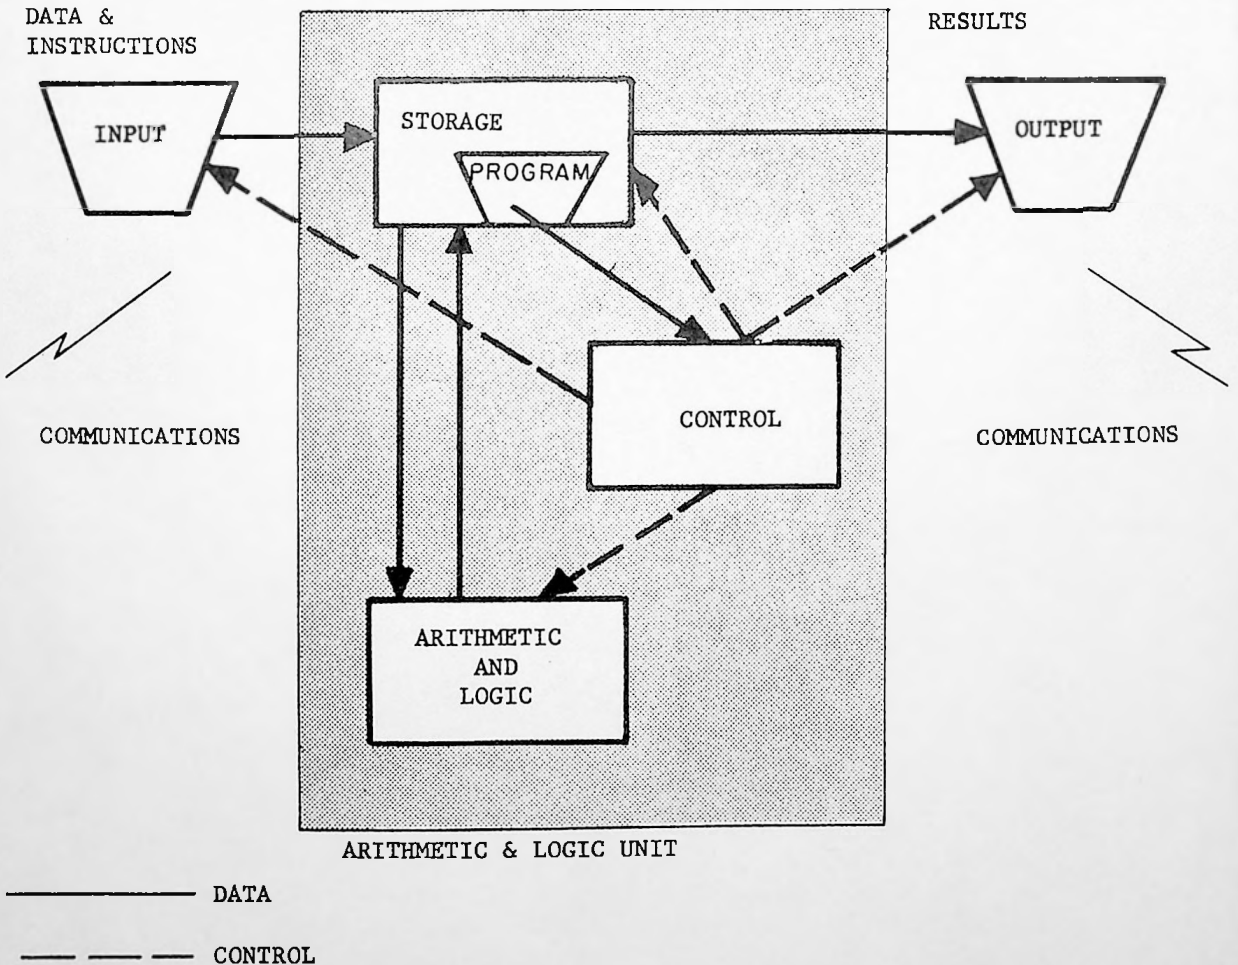 DATA &
INSTRUCTIONS
RESULTS
INPUT
STORAGE
PROGRAM
OUTPUT
CONTROL
COMMUNICATIONS
COMMUNICATIONS
ARITHMETIC
AND
LOGIC
ARITHMETIC & LOGIC UNIT
DATA
CONTROL